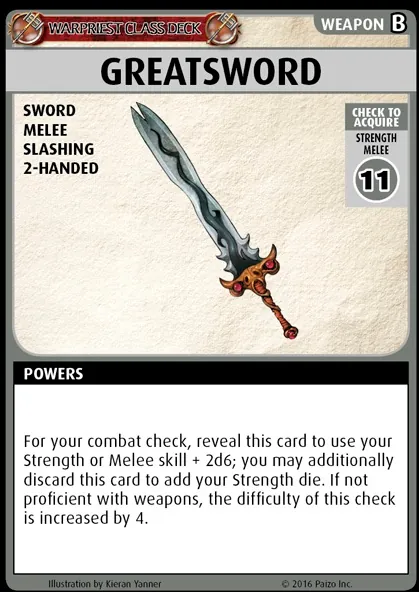 WARPRIEST CLASS DECK
WEAPON B
GREATSWORD
SWORD
MELEE
SLASHING
2-HANDED
CHECK TO
ACQUIRE
STRENGTH
MELEE
11
POWERS
For your combat check, reveal this card to use your
Strength or Melee skill + 2d6; you may additionally
discard this card to add your Strength die. If not
proficient with weapons, the difficulty of this check
is increased by 4.
Illustration by Kieran Yanner
© 2016 Paizo Inc.